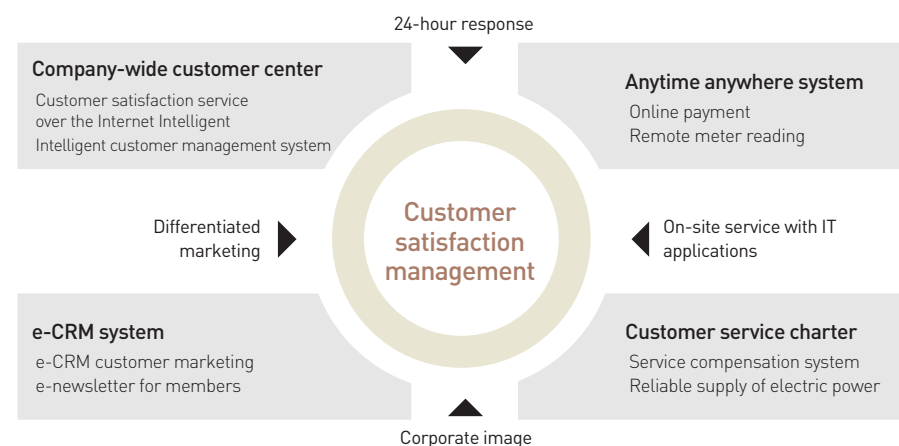 24-hour response
Company-wide customer center
Customer satisfaction service
over the Internet Intelligent
Intelligent customer management system
Anytime anywhere system
Online payment
Remote meter reading
Differentiated
marketing
Customer
satisfaction
management
On-site service with IT
applications
e-CRM system
e-CRM customer marketing
e-newsletter for members
Customer service charter
Service compensation system
Reliable supply of electric power
Corporate image